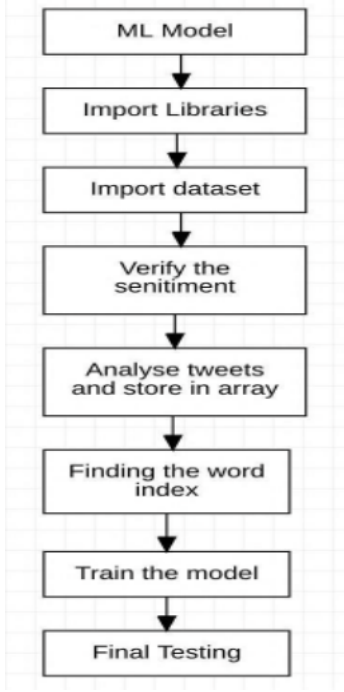 ML Model
Import Libraries
Import dataset
Verify the
senitiment
Analyse tweets
and store in array
Finding the word
index
Train the model
Final Testing